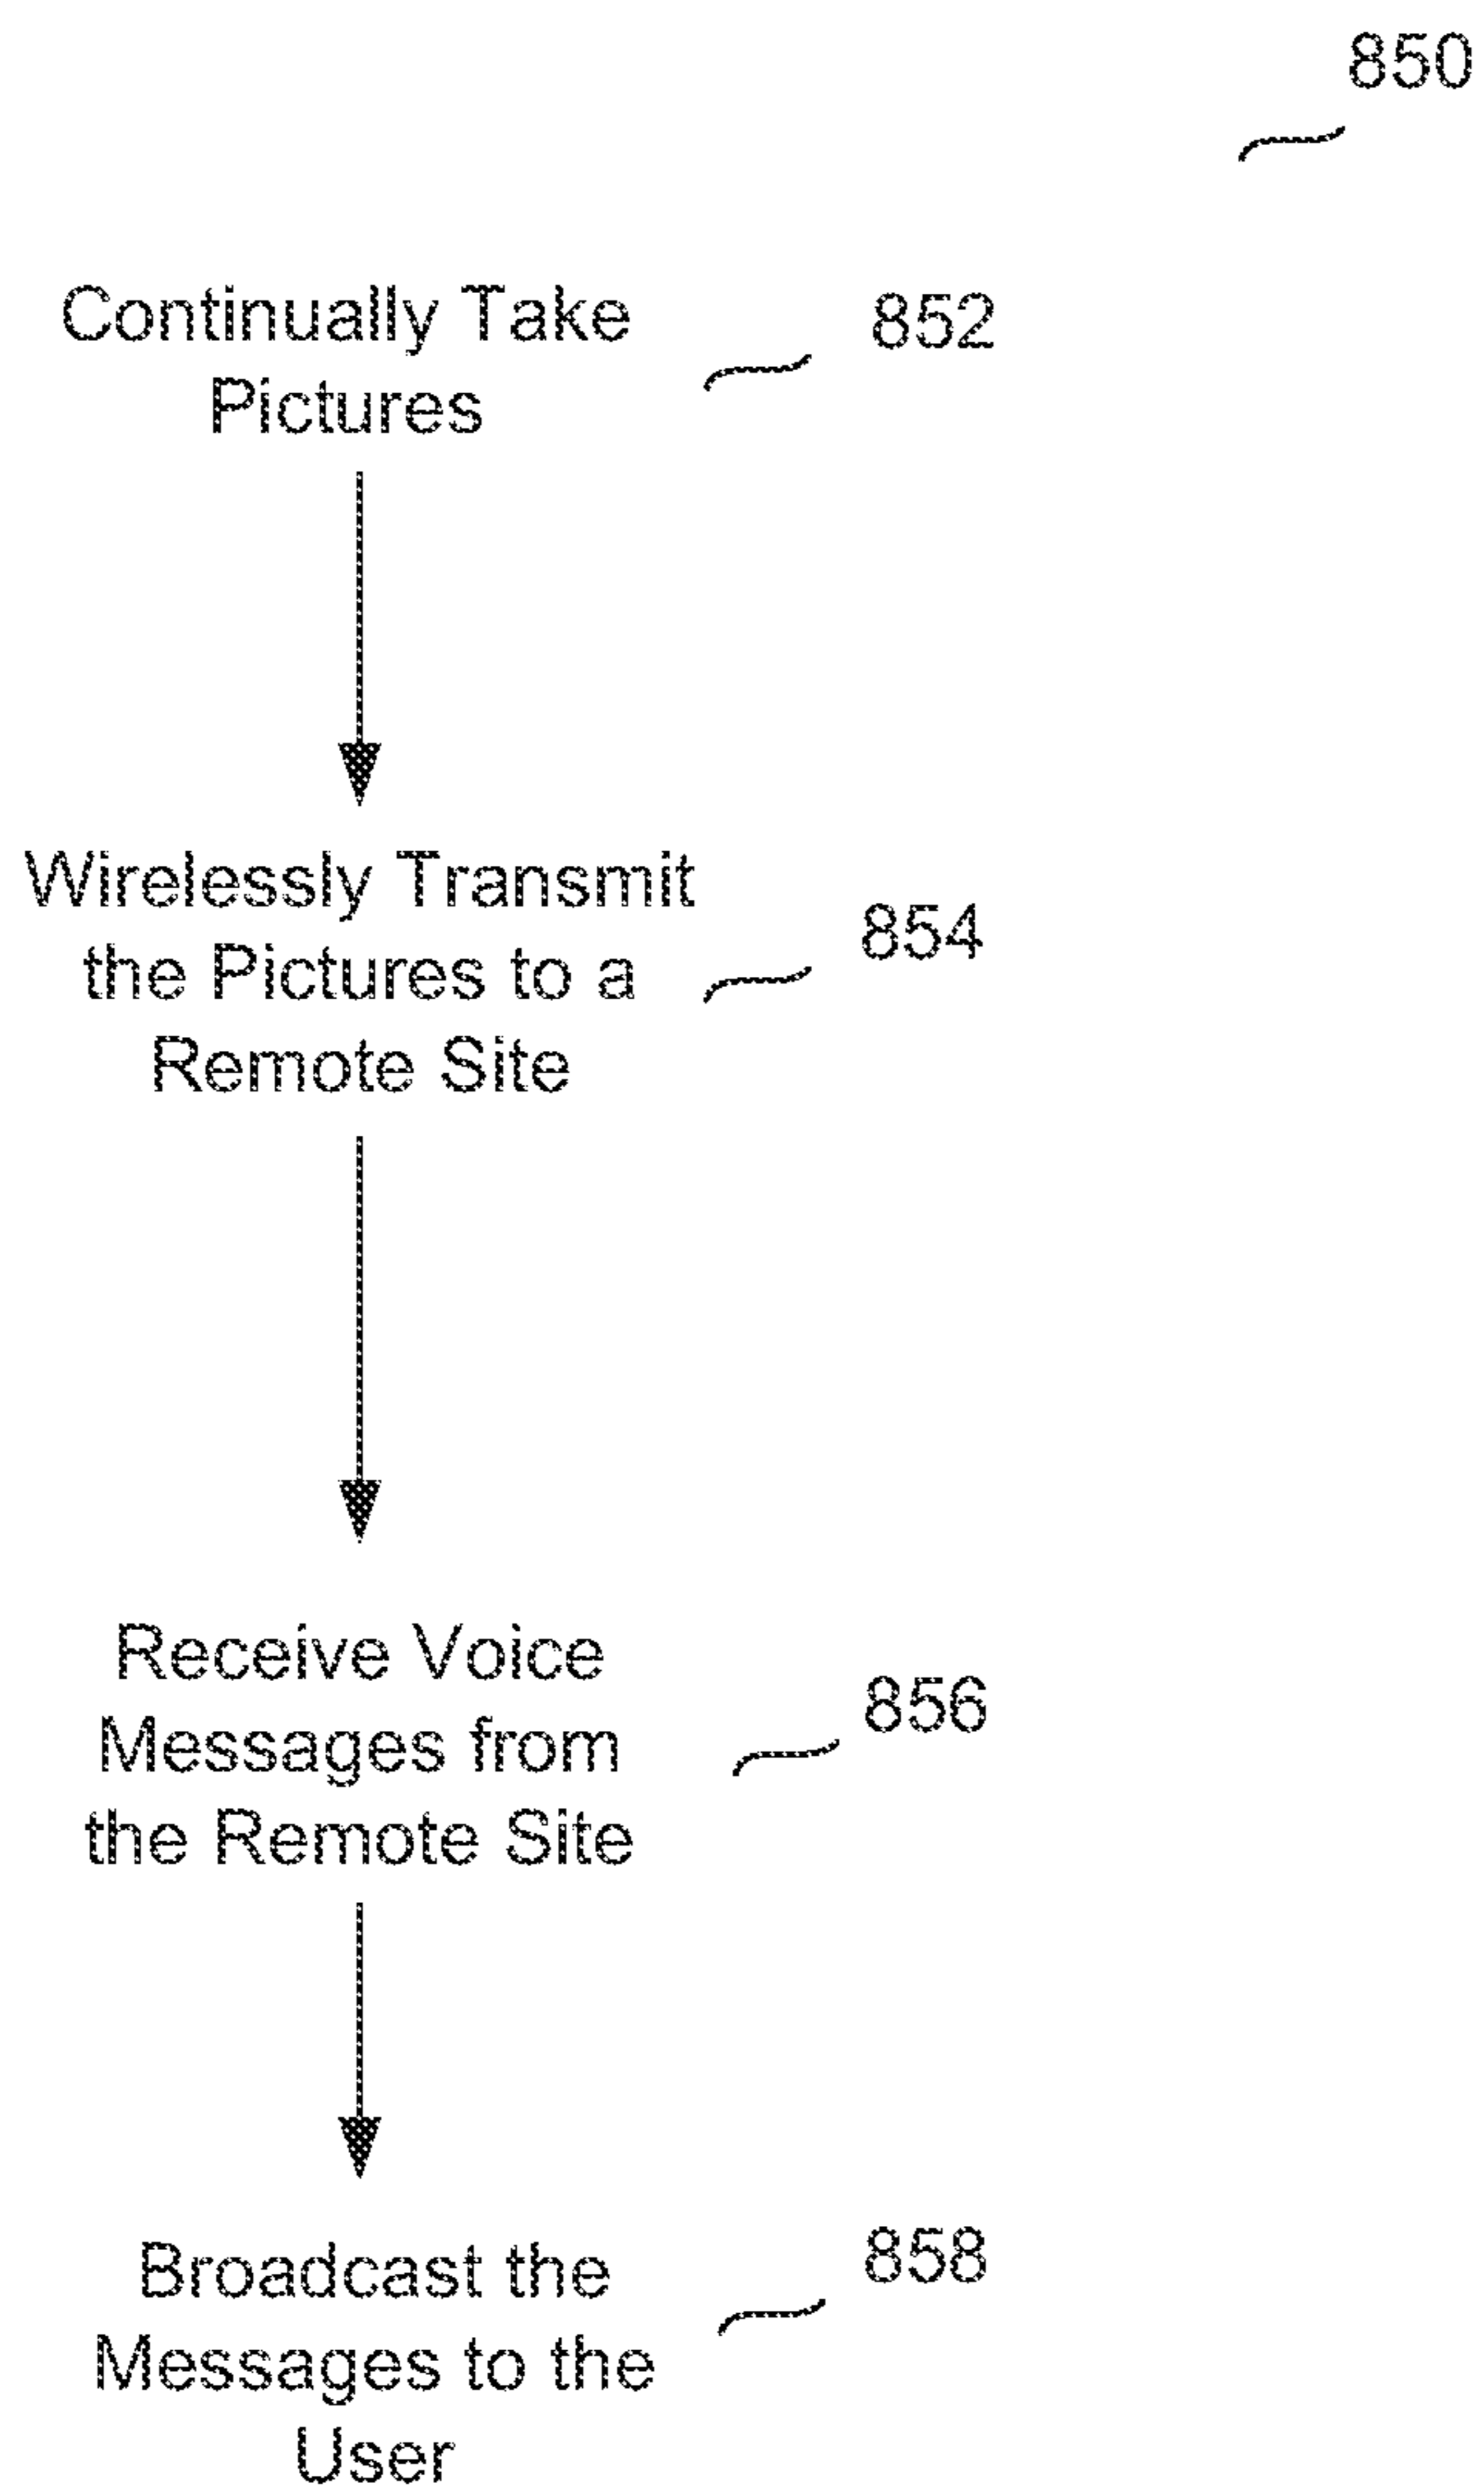 850
Continually Take
Pictures
852
Wirelessly Transmit
the Pictures to a
Remote Site
854
Receive Voice
Messages from
the Remote Site
856
Broadcast the
Messages to the
User
858